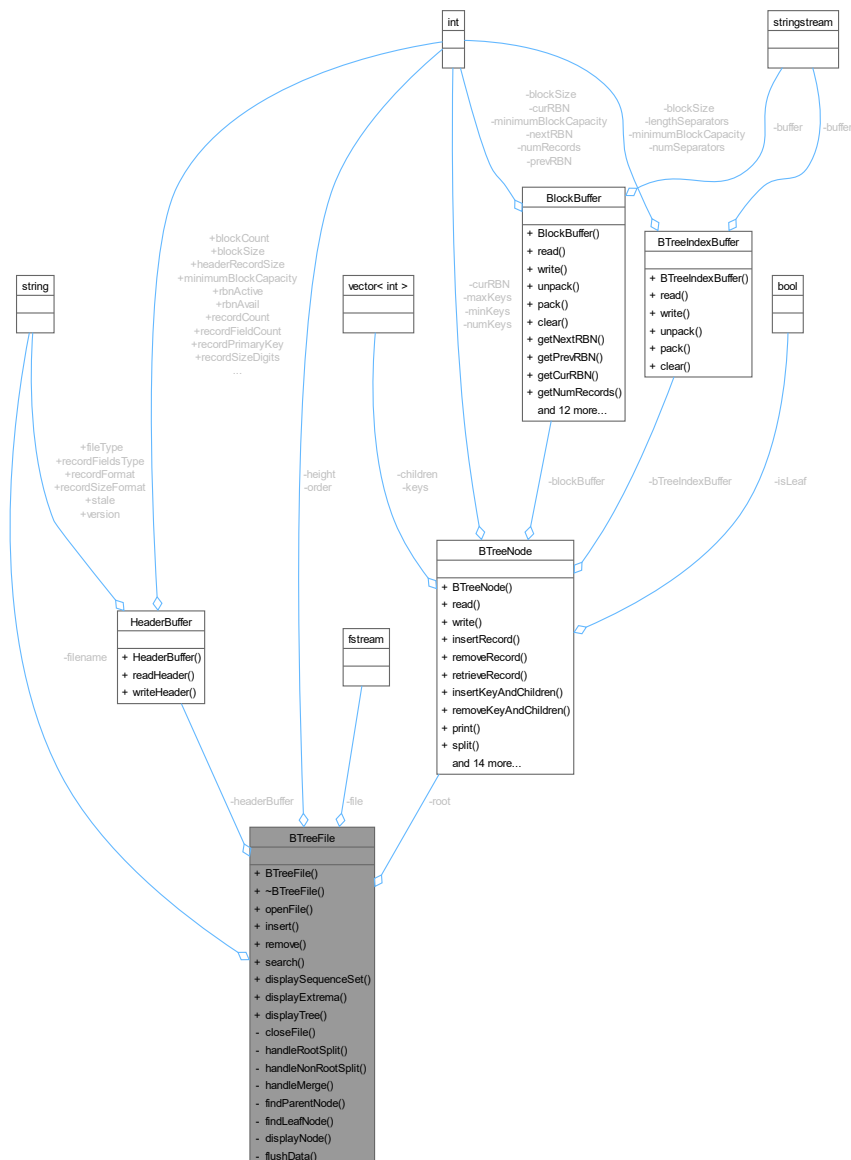 int
stringstream
-blockSize
-curRBN
-minimumBlockCapacity
-nextRBN
-numRecords
-prevRBN
-blockSize
-lengthSeparators
-minimumBlockCapacity
-numSeparators
-buffer
-buffer
BlockBuffer
+ BlockBuffer()
+ read()
+ write()
+ unpack()
+ pack()
+ clear()
+ getNextRBN()
+ getPrevRBN()
+ getCurRBN()
+ getNumRecords()
and 12 more...
BTreeIndexBuffer
+ BTreeIndexBuffer()
+ read()
+ write()
+ unpack()
+ pack()
+ clear()
+blockCount
+blockSize
+headerRecordSize
+minimumBlockCapacity
+rbnActive
+rbnAvail
+recordCount
+recordFieldCount
+recordPrimaryKey
+recordSizeDigits
...
string
vector< int >
-curRBN
-maxKeys
-minKeys
-numKeys
bool
+fileType
+recordFieldsType
+recordFormat
+recordSizeFormat
+stale
+version
-height
-order
-children
-keys
-blockBuffer
-bTreeIndexBuffer
-isLeaf
BTreeNode
+ BTreeNode()
+ read()
+ write()
+ insertRecord()
+ removeRecord()
+ retrieveRecord()
+ insertKeyAndChildren()
+ removeKeyAndChildren()
+ print()
+ split()
and 14 more...
HeaderBuffer
+ HeaderBuffer()
+ readHeader()
+ writeHeader()
-filename
fstream
-headerBuffer
-file
-root
BTreeFile
+ BTreeFile()
+ ~BTreeFile()
+ openFile()
+ insert()
+ remove()
+ search()
+ displaySequenceSet()
+ displayExtrema()
+ displayTree()
- closeFile()
- handleRootSplit()
- handleNonRootSplit()
- handleMerge()
- findParentNode()
- findLeafNode()
- displayNode()
- flushData()